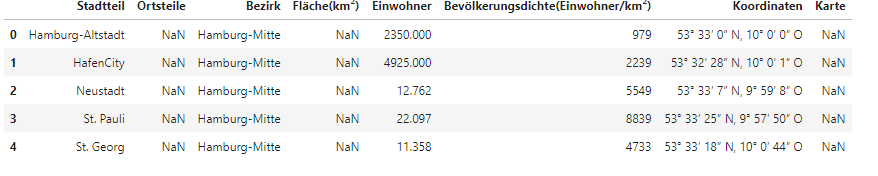 Stadtteil Ortsteile Bezirk Fläche(km²) Einwohner Bevölkerungsdichte(Einwohner/km²) Koordinaten Karte
0 Hamburg-Altstadt NaN Hamburg-Mitte NaN 2350.000 979 53° 33′ 0″ N, 10° 0′ 0″ O NaN
1 HafenCity NaN Hamburg-Mitte NaN 4925.000 2239 53° 32′ 28″ N, 10° 0′ 1″ O NaN
2 Neustadt NaN Hamburg-Mitte NaN 12.762 5549 53° 33′ 7″ N, 9° 59′ 8″ O NaN
3 St. Pauli NaN Hamburg-Mitte NaN 22.097 8839 53° 33′ 25″ N, 9° 57′ 50″ O NaN
4 St. Georg NaN Hamburg-Mitte NaN 11.358 4733 53° 33′ 18″ N, 10° 0′ 44″ O NaN